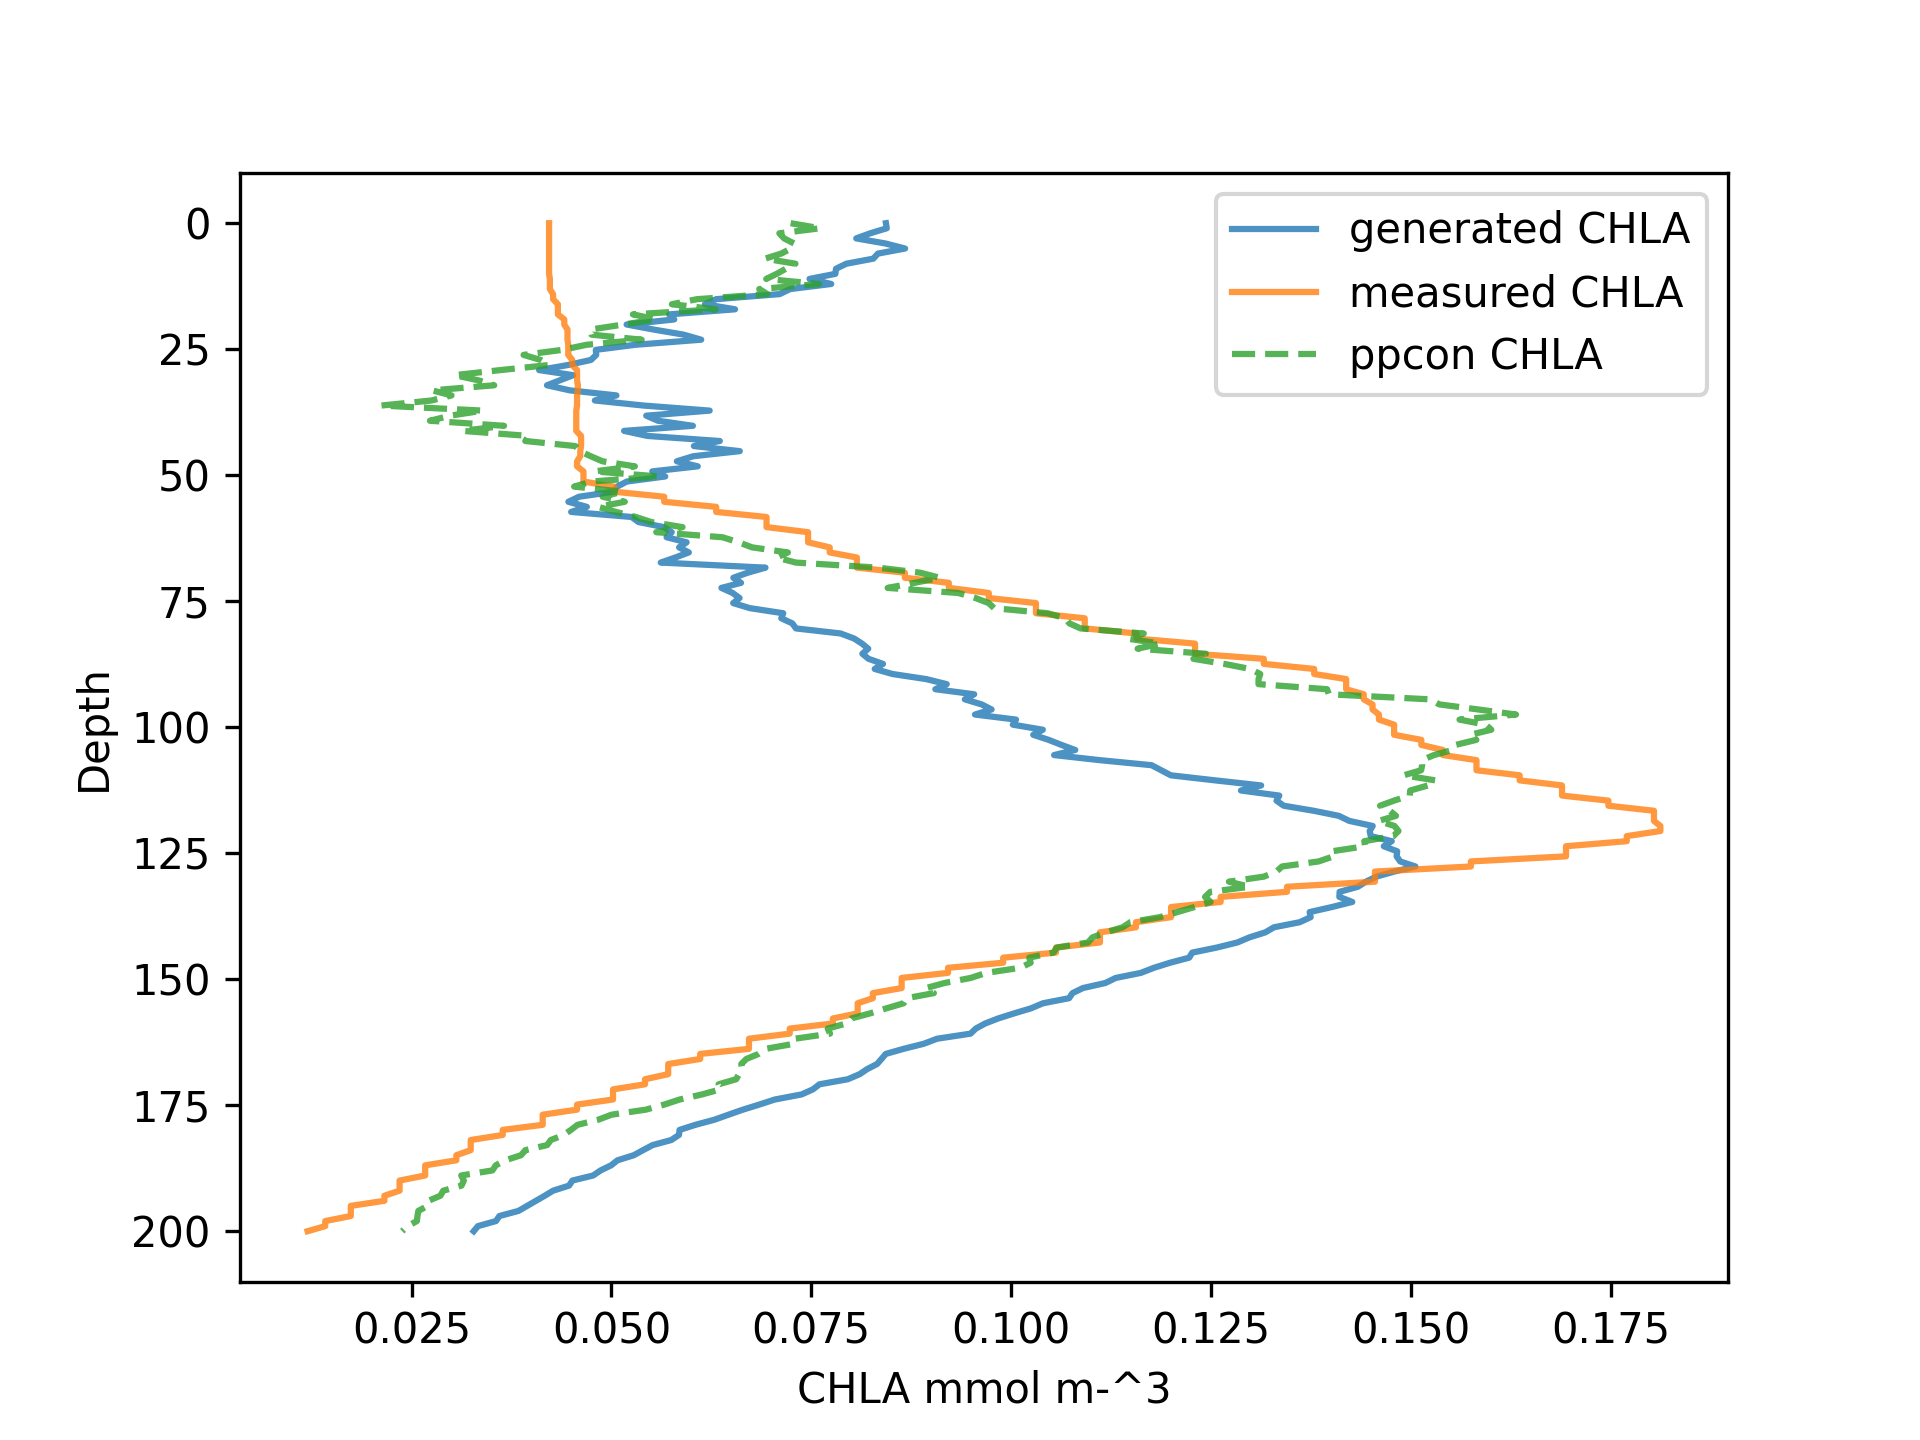 generated CHLA
measured CHLA
ppcon CHLA
0
25
50
75
100
125
150
175
200
Depth
0.025 0.050 0.075 0.100 0.125 0.150 0.175
CHLA mmol m-^3